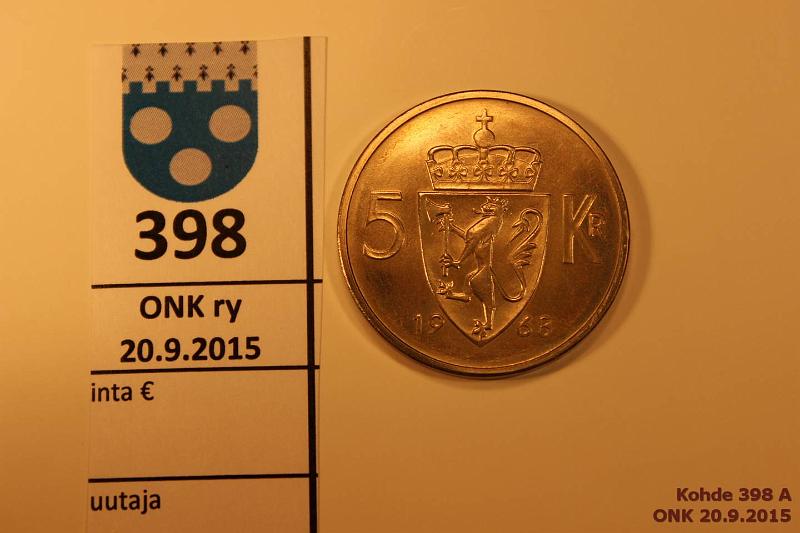 398
ONK ry
20.9.2015
inta €
uutaja
5 KR
19 68
Kohde 398 A
ONK 20.9.2015